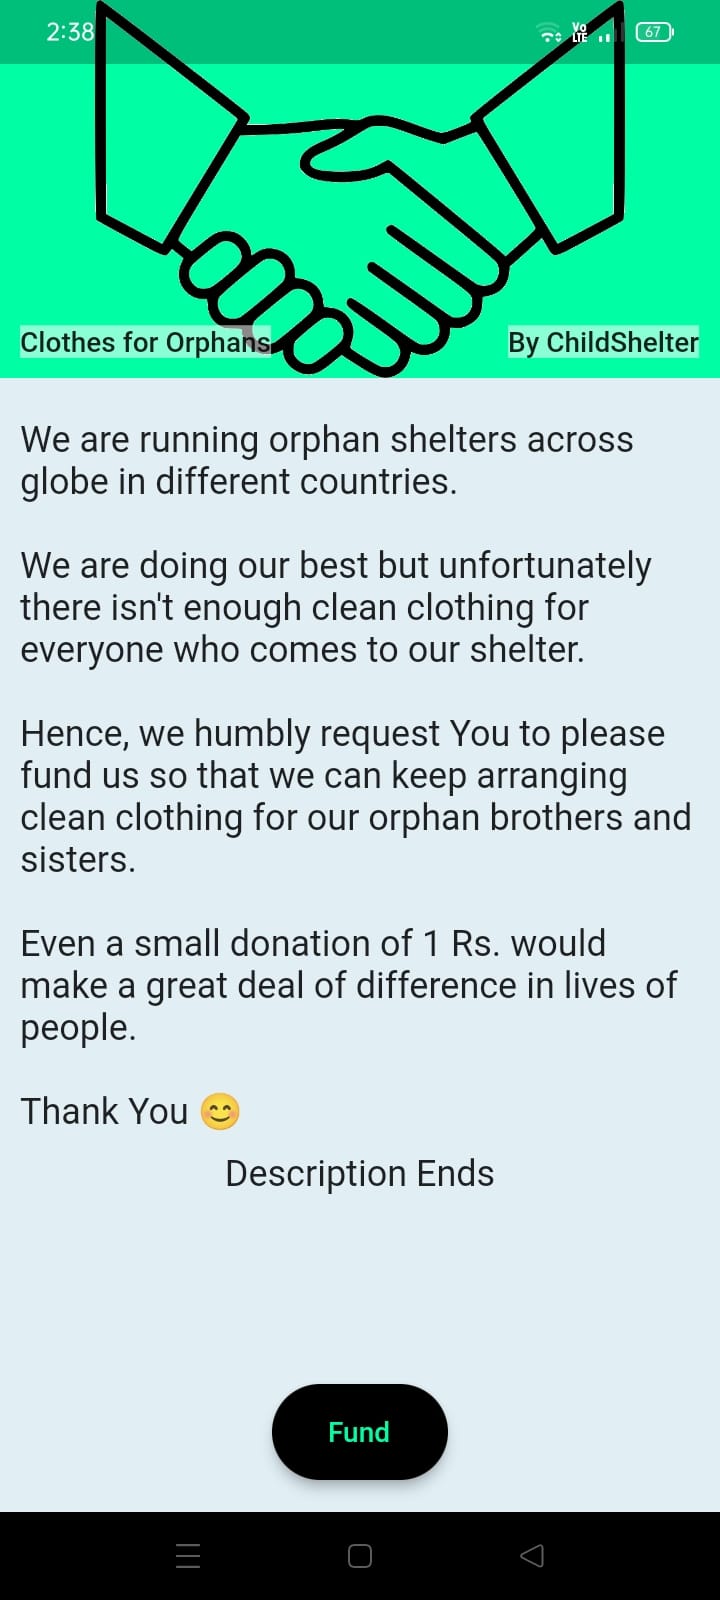 2:38
Vo
LTE
67
Clothes for Orphans
By ChildShelter
We are running orphan shelters across
globe in different countries.
We are doing our best but unfortunately
there isn't enough clean clothing for
everyone who comes to our shelter.
Hence, we humbly request You to please
fund us so that we can keep arranging
clean clothing for our orphan brothers and
sisters.
Even a small donation of 1 Rs. would
make a great deal of difference in lives of
people.
Thank You 😊
Description Ends
Fund